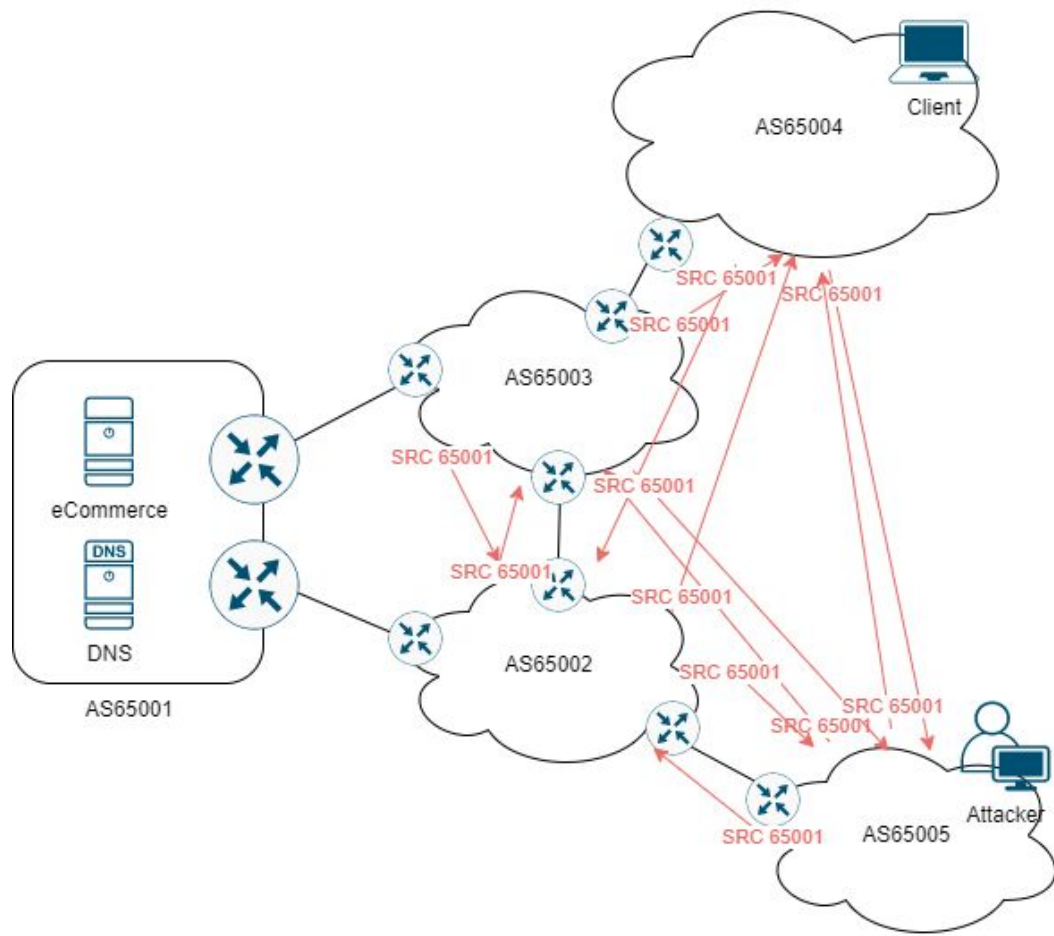 Client
AS65004
SRC 65001
SRC 65001
SRC 65001
AS65003
SRC 65001
SRC 65001
eCommerce
DNS
SRC 65001
SRC 65001
DNS
AS65002
SRC 65001
AS65001
SRC 65001
SRC 65001
Attacker
SRC 65001
AS65005